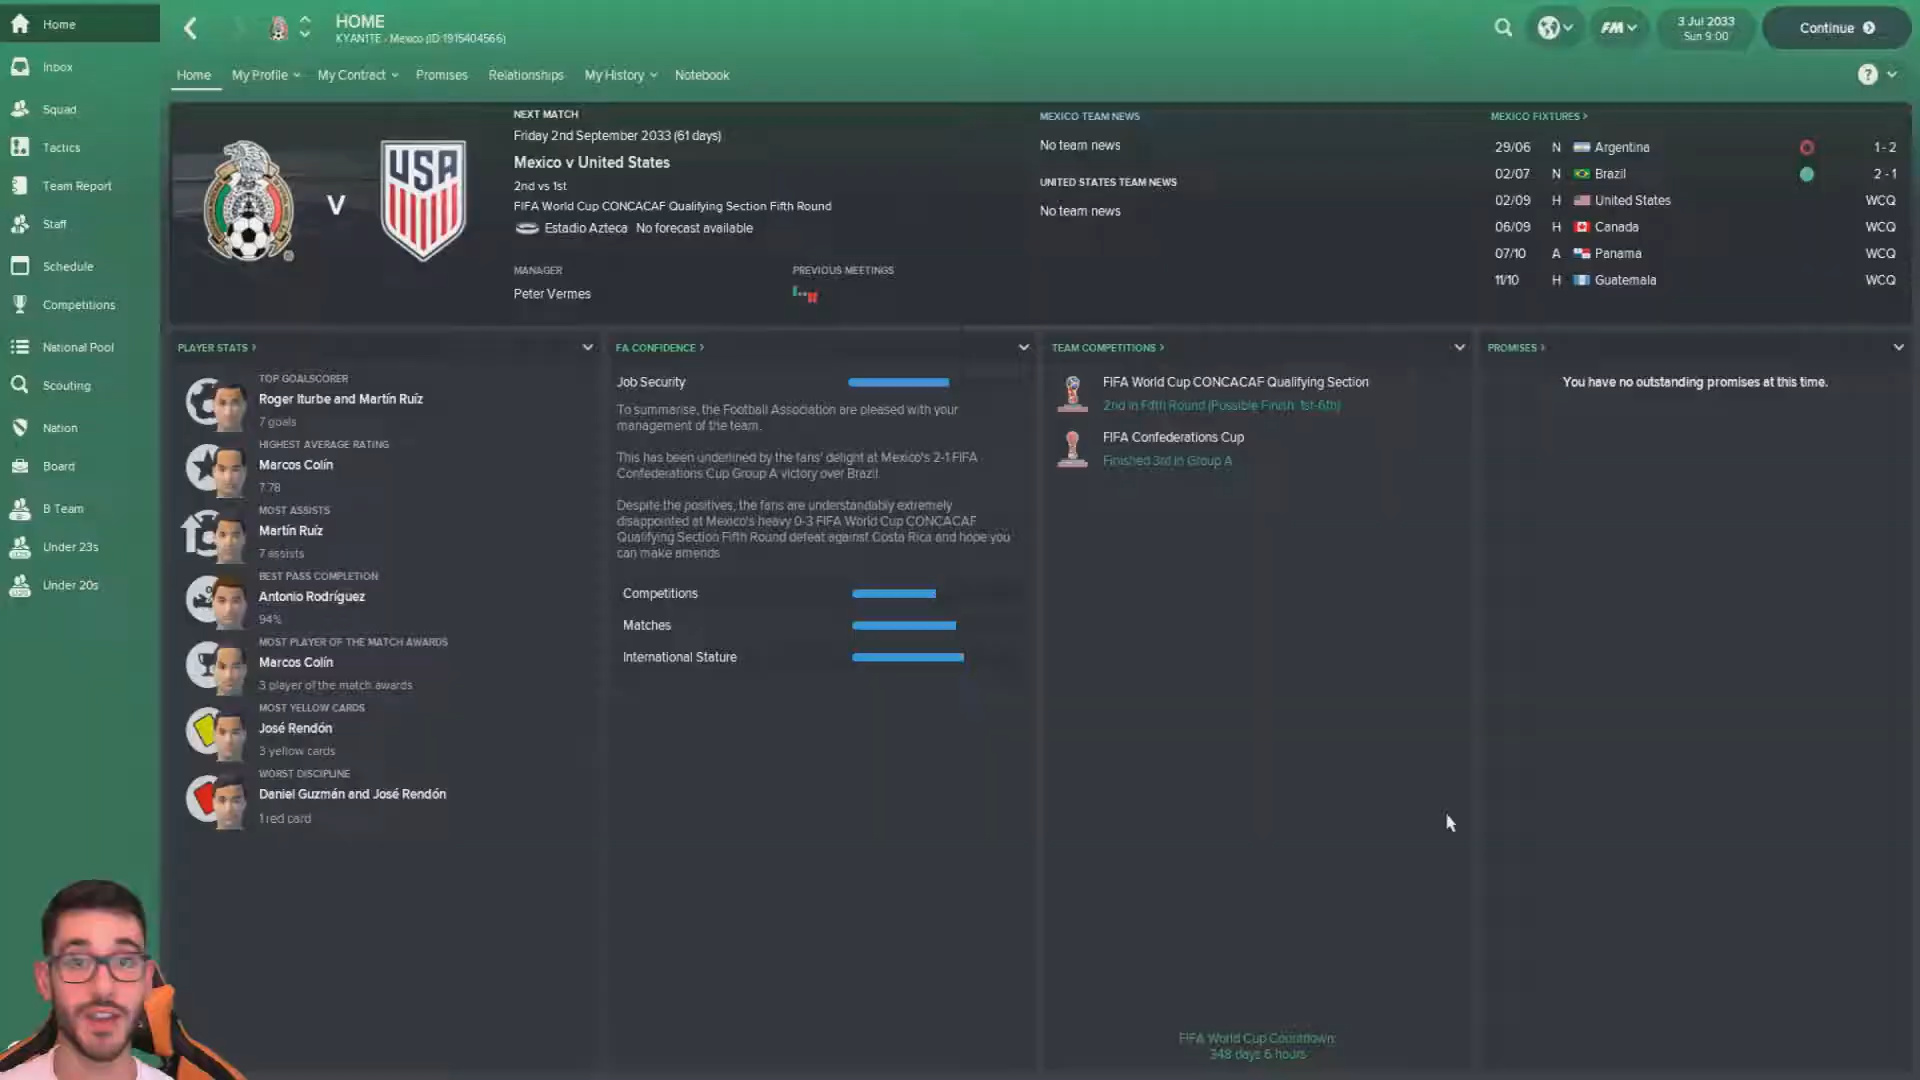 Home
Inbox
Squad
Tactics
Team Report
Staff
Schedule
Competitions
National Pool
Scouting
Nation
Board
B Team
Under 23s
Under 20s
HOME
KYAN1TE - Mexico (ID:1915404566)
FM
3 Jul 2033
Sun 9:00
Continue
Home
My Profile
My Contract
Promises
Relationships
My History
Notebook
?
V
USA
NEXT MATCH
Friday 2nd September 2033 (61 days)
Mexico v United States
2nd vs 1st
FIFA World Cup CONCACAF Qualifying Section Fifth Round
Estadio Azteca No forecast available
MANAGER
Peter Vermes
PREVIOUS MEETINGS
MEXICO TEAM NEWS
No team news
UNITED STATES TEAM NEWS
No team news
MEXICO FIXTURES >
29/06 N Argentina 1 - 2
02/07 N Brazil 2 - 1
02/09 H United States WCQ
06/09 H Canada WCQ
07/10 A Panama WCQ
11/10 H Guatemala WCQ
PLAYER STATS >
TOP GOALSCORER
Roger Iturbe and Martín Ruíz
7 goals
HIGHEST AVERAGE RATING
Marcos Colín
7.78
MOST ASSISTS
Martín Ruíz
7 assists
BEST PASS COMPLETION
Antonio Rodríguez
94%
MOST PLAYER OF THE MATCH AWARDS
Marcos Colín
3 player of the match awards
MOST YELLOW CARDS
José Rendón
3 yellow cards
WORST DISCIPLINE
Daniel Guzmán and José Rendón
1 red card
FA CONFIDENCE >
Job Security
To summarise, the Football Association are pleased with your
management of the team.
This has been underlined by the fans' delight at Mexico's 2-1 FIFA
Confederations Cup Group A victory over Brazil.
Despite the positives, the fans are understandably extremely
disappointed at Mexico's heavy 0-3 FIFA World Cup CONCACAF
Qualifying Section Fifth Round defeat against Costa Rica and hope you
can make amends.
Competitions
Matches
International Stature
TEAM COMPETITIONS >
FIFA World Cup CONCACAF Qualifying Section
2nd in Fifth Round (Possible Finish: 1st-6th)
FIFA Confederations Cup
Finished 3rd in Group A
FIFA World Cup Countdown:
348 days 6 hours
PROMISES >
You have no outstanding promises at this time.